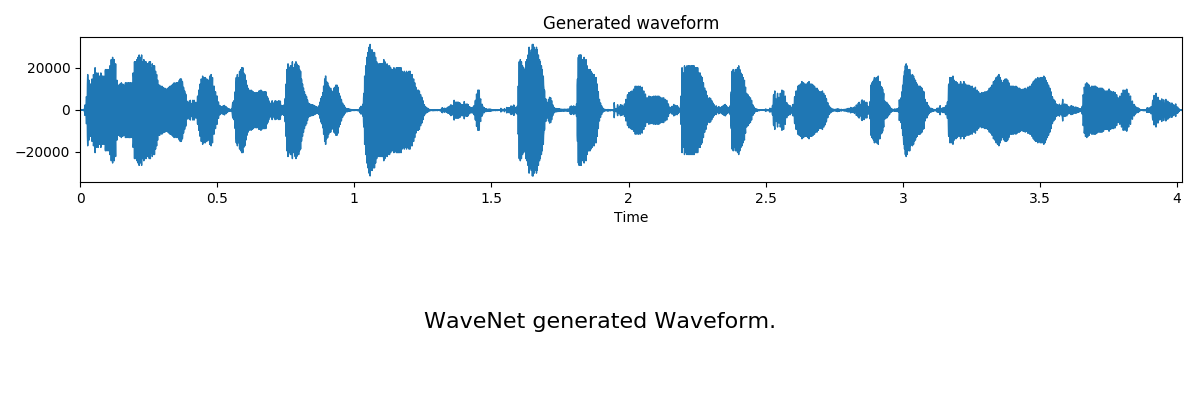 Generated waveform
20000
0
−20000
0 0.5 1 1.5 2 2.5 3 3.5 4
Time
WaveNet generated Waveform.